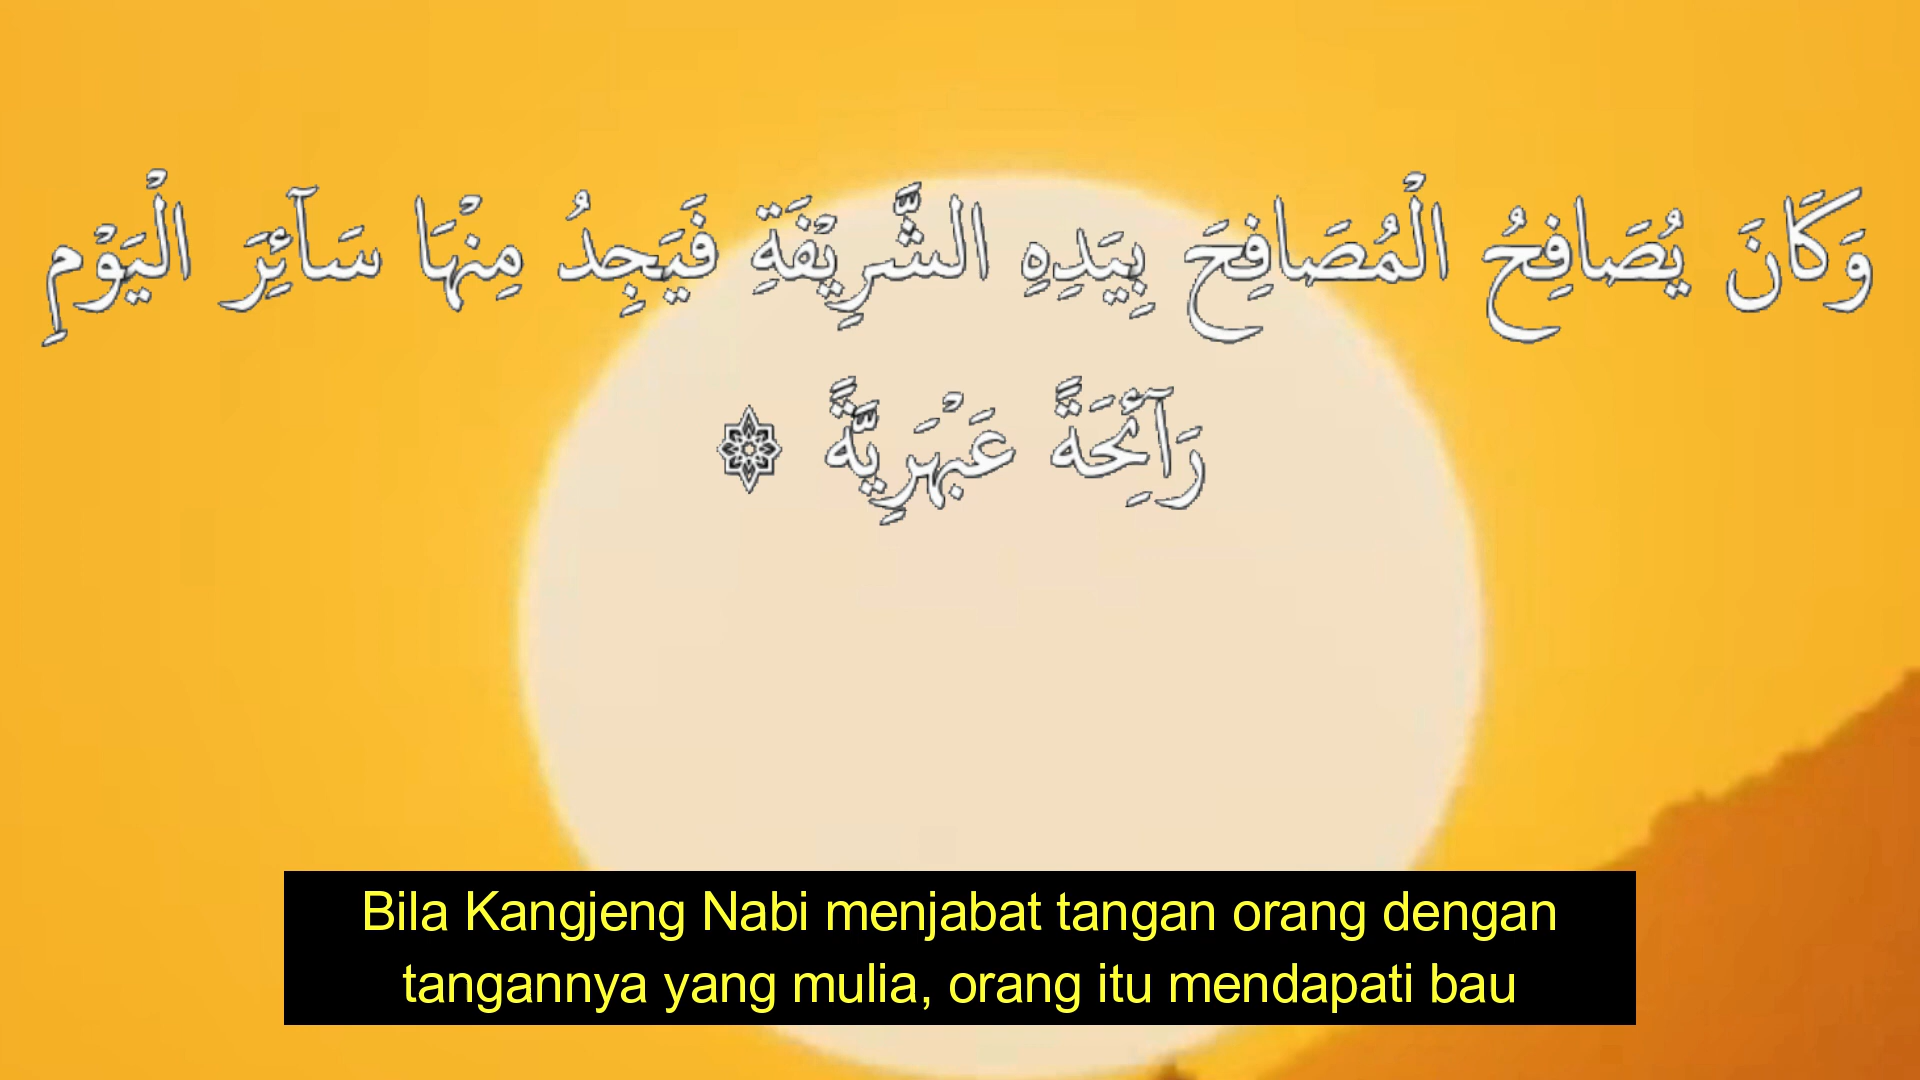 وَكَانَ يُصَافِحُ الْمُصَافِحَ بِيَدِهِ الشَّرِيْفَةِ فَيَجِدُ مِنْهَا سَآئِرَ الْيَوْمِ
رَآئِحَةً عَبْهَرِيَّةً ۞
Bila Kangjeng Nabi menjabat tangan orang dengan
tangannya yang mulia, orang itu mendapati bau